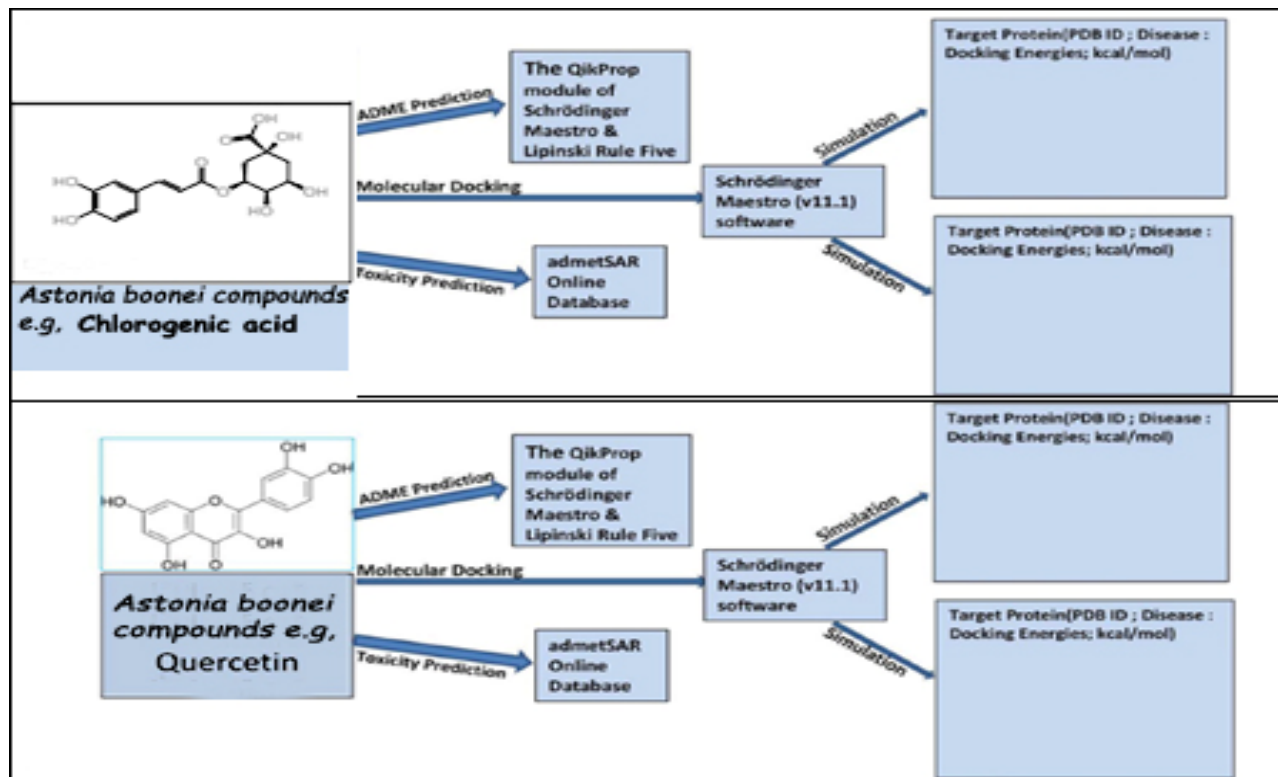 HO
HO
O
O
O
OH
OH
OH
OH
Astonia boonei compounds
e.g, Chlorogenic acid
ADME Prediction
The QikProp
module of
Schrödinger
Maestro &
Lipinski Rule Five
Molecular Docking
Schrödinger
Maestro (v11.1)
software
Toxicity Prediction
admetSAR
Online
Database
Simulation
Target Protein(PDB ID ; Disease :
Docking Energies; kcal/mol)
Simulation
Target Protein(PDB ID ; Disease :
Docking Energies; kcal/mol)
OH
OH
HO
O
OH
OH
O
Astonia boonei
compounds e.g,
Quercetin
ADME Prediction
The QikProp
module of
Schrödinger
Maestro &
Lipinski Rule Five
Molecular Docking
Schrödinger
Maestro (v11.1)
software
Toxicity Prediction
admetSAR
Online
Database
Simulation
Target Protein(PDB ID ; Disease :
Docking Energies; kcal/mol)
Simulation
Target Protein(PDB ID ; Disease :
Docking Energies; kcal/mol)